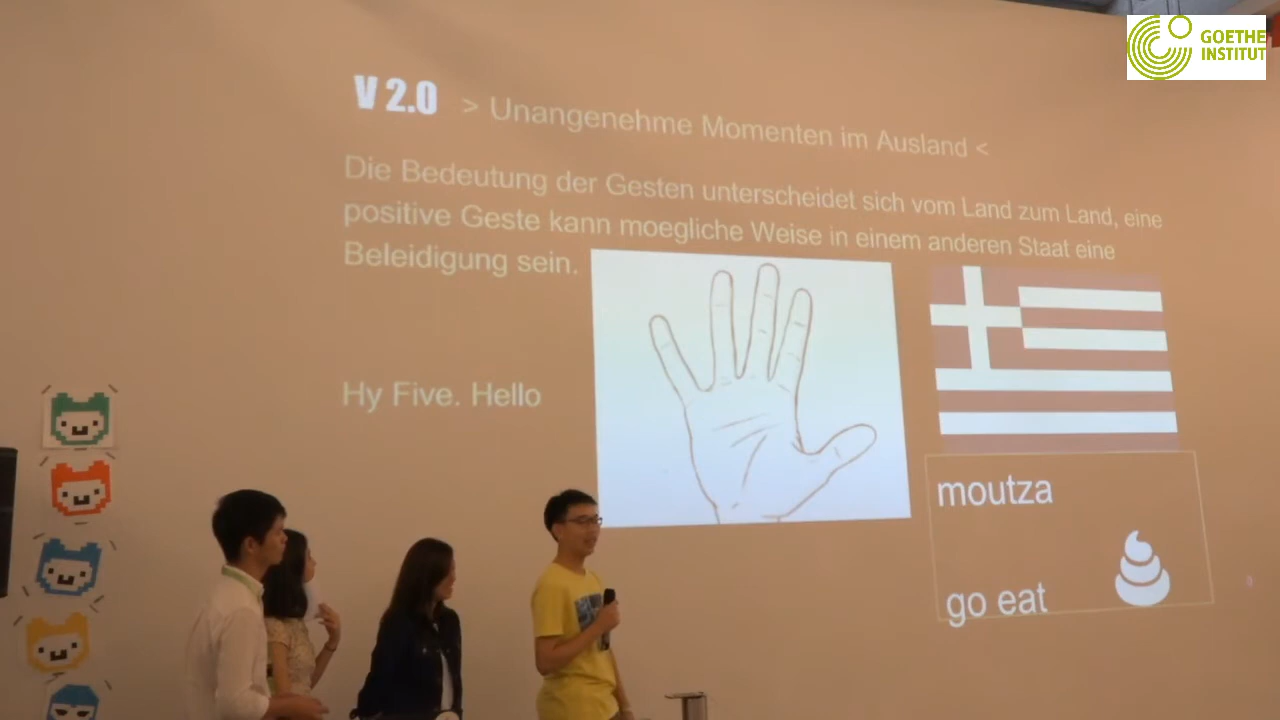 GOETHE
INSTITUT
V 2.0 > Unangenehme Momenten im Ausland <
Die Bedeutung der Gesten unterscheidet sich vom Land zum Land, eine
positive Geste kann moegliche Weise in einem anderen Staat eine
Beleidigung sein.
Hy Five. Hello
moutza
go eat